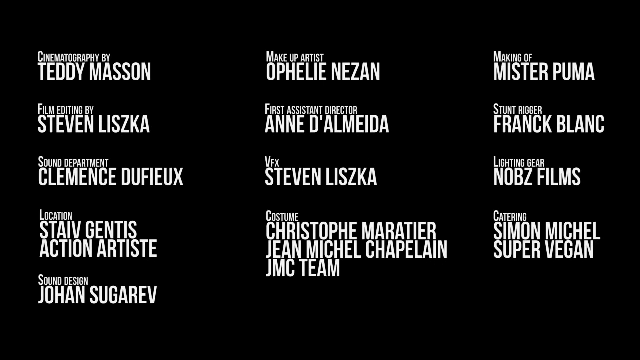 Cinematography by
TEDDY MASSON
Film editing by
STEVEN LISZKA
Sound department
CLEMENCE DUFIEUX
Location
STAIV GENTIS
ACTION ARTISTE
Sound design
JOHAN SUGAREV
Make up artist
OPHELIE NEZAN
First assistant director
ANNE D'ALMEIDA
Vfx
STEVEN LISZKA
Costume
CHRISTOPHE MARATIER
JEAN MICHEL CHAPELAIN
JMC TEAM
Making of
MISTER PUMA
Stunt rigger
FRANCK BLANC
Lighting gear
NOBZ FILMS
Catering
SIMON MICHEL
SUPER VEGAN